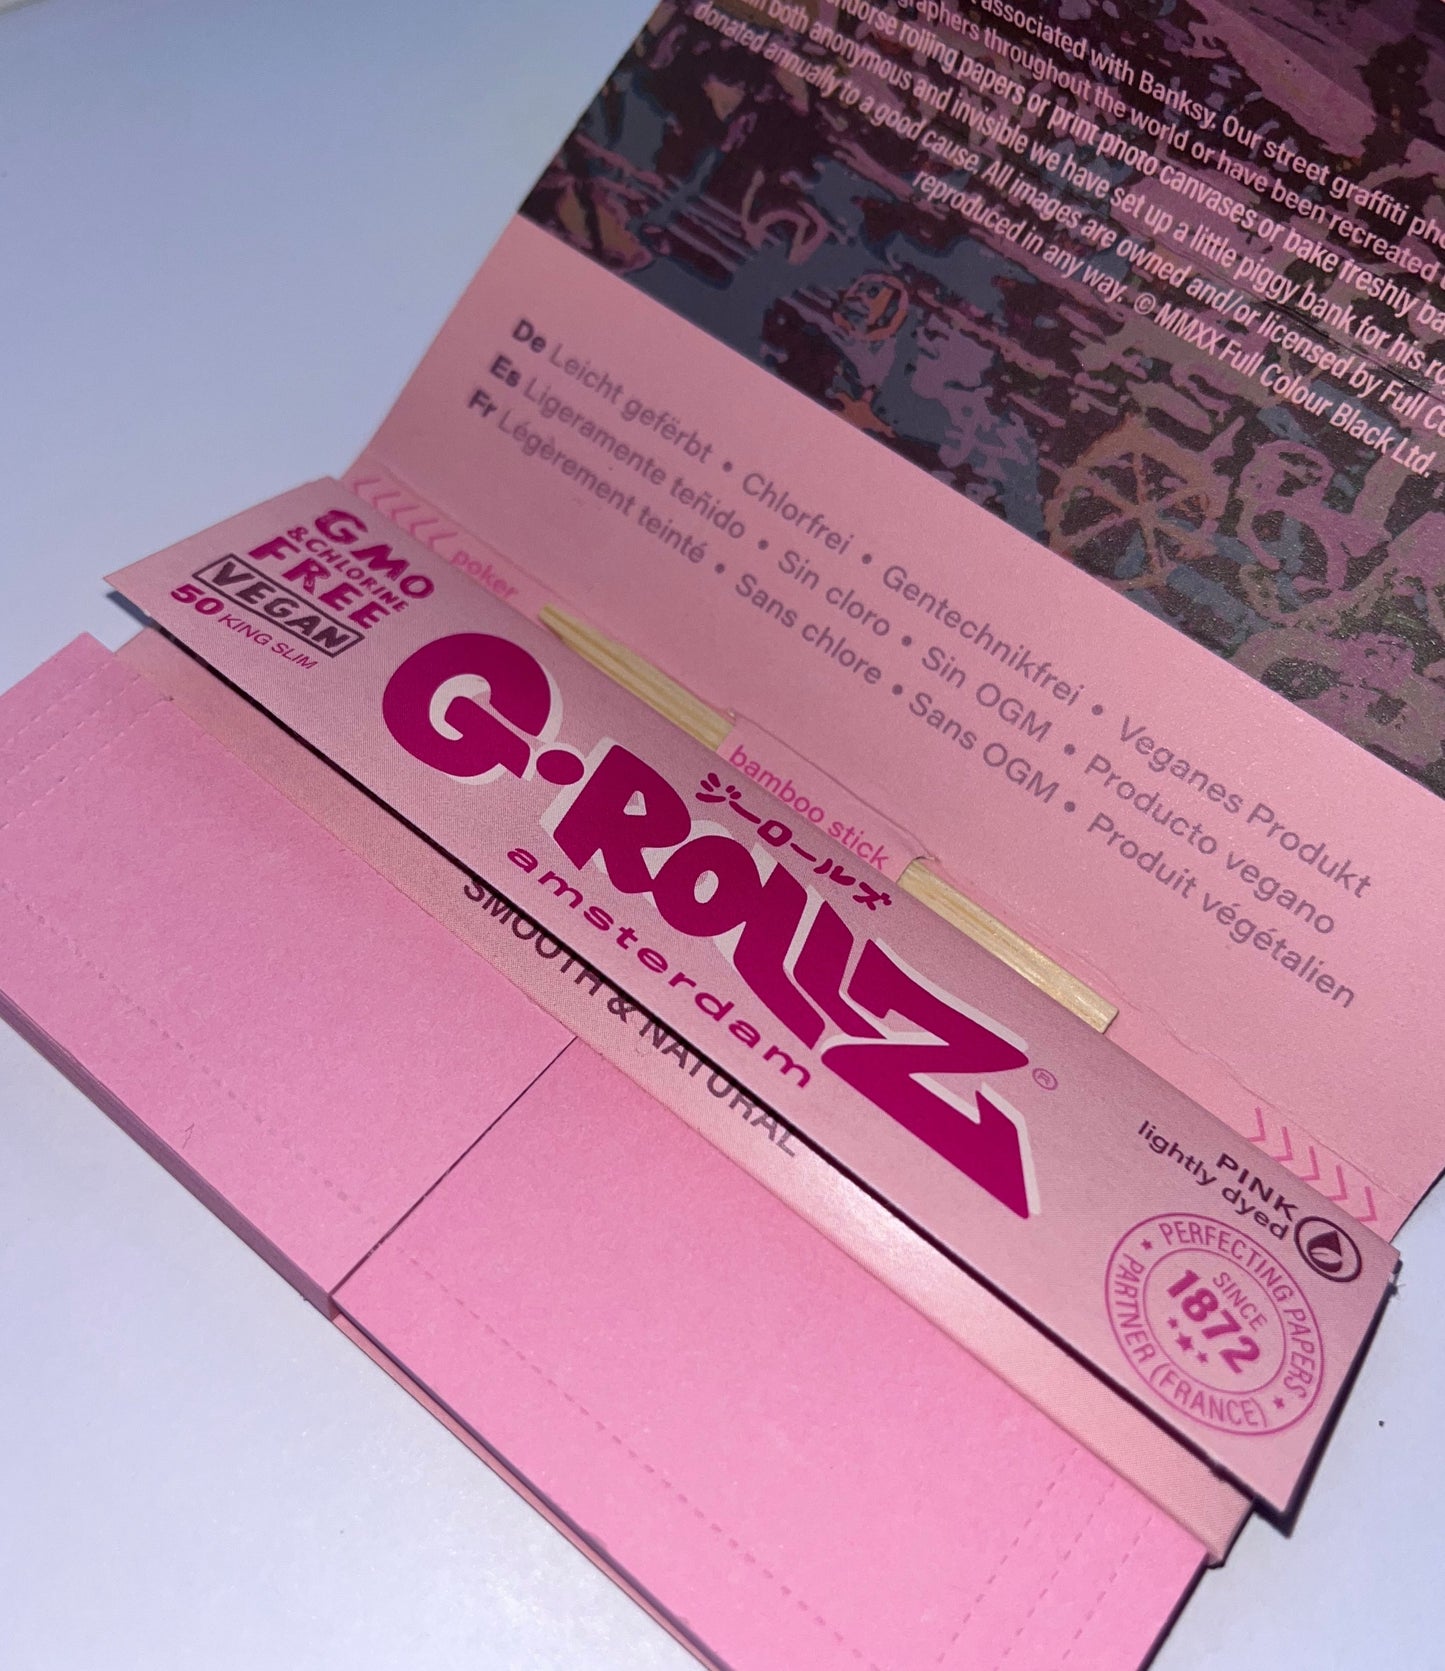 associated with Banksy. Our street graffiti
throughout the world or have been recreated
endorse rolling papers or print photo canvases or bake freshly
both anonymous and invisible we have set up a little piggy bank for his
donated annually to a good cause. All images are owned and/or licensed by Full
reproduced in any way. © MMXX Full Colour Black Ltd.
De Leicht gefërbt • Chlorfrei • Gentechnikfrei • Veganes Produkt
Es Ligeramente teñido • Sin cloro • Sin OGM • Producto vegano
Fr Légèrement teinté • Sans chlore • Sans OGM • Produit végétalien
poker
bamboo stick
GMO
& CHLORINE
FREE
VEGAN
50 KING SLIM
ジーロールズ
G•ROLLZ®
amsterdam
PINK
lightly dyed
PERFECTING PAPERS
SINCE
1872
PARTNER (FRANCE)
SMOOTH & NATURAL